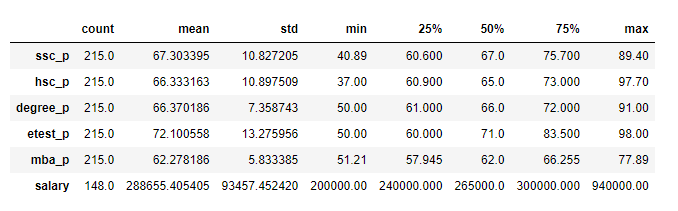 count mean std min 25% 50% 75% max
ssc_p 215.0 67.303395 10.827205 40.89 60.600 67.0 75.700 89.40
hsc_p 215.0 66.333163 10.897509 37.00 60.900 65.0 73.000 97.70
degree_p 215.0 66.370186 7.358743 50.00 61.000 66.0 72.000 91.00
etest_p 215.0 72.100558 13.275956 50.00 60.000 71.0 83.500 98.00
mba_p 215.0 62.278186 5.833385 51.21 57.945 62.0 66.255 77.89
salary 148.0 288655.405405 93457.452420 200000.00 240000.000 265000.0 300000.000 940000.00